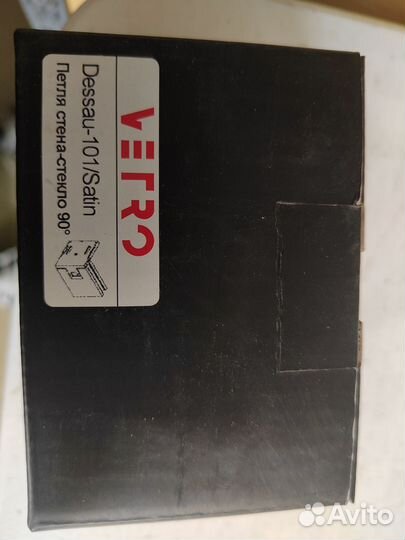 VETRO
Dessau-101/Satin
Петля стена-стекло 90°
Avito